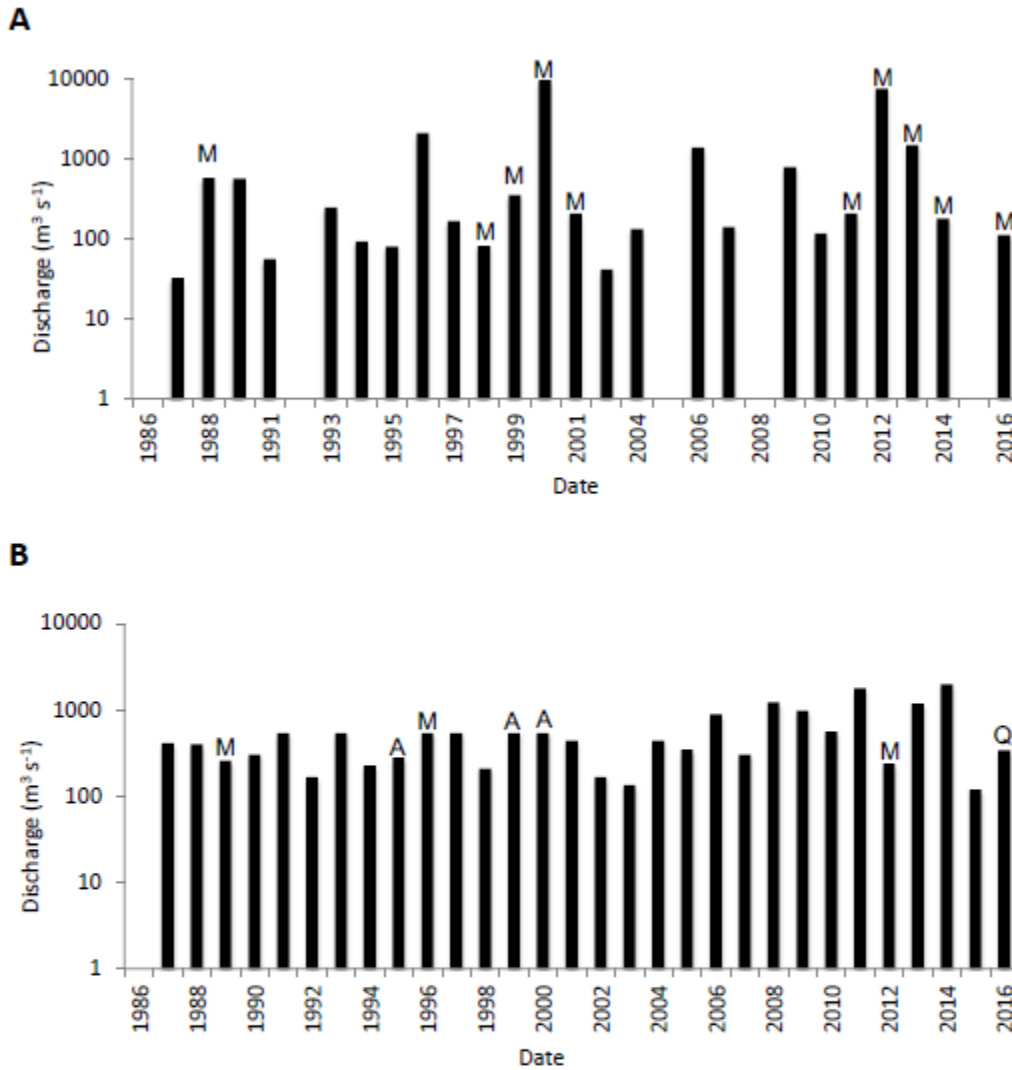 A
10000
1000
100
10
1
Discharge (m³ s⁻¹)
M
M
M
M
M
M
M
M
M
M
1986
1988
1991
1993
1995
1997
1999
2001
2004
2006
2008
2010
2012
2014
2016
Date
B
10000
1000
100
10
1
Discharge (m³ s⁻¹)
M
A
M
A
A
M
Q
1986
1988
1990
1992
1994
1996
1998
2000
2002
2004
2006
2008
2010
2012
2014
2016
Date